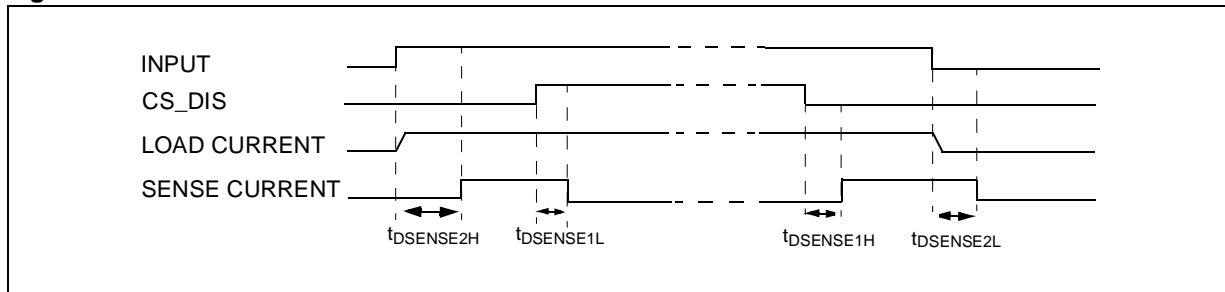 INPUT
CS_DIS
LOAD CURRENT
SENSE CURRENT
tDSENSE2H tDSENSE1L tDSENSE1H tDSENSE2L